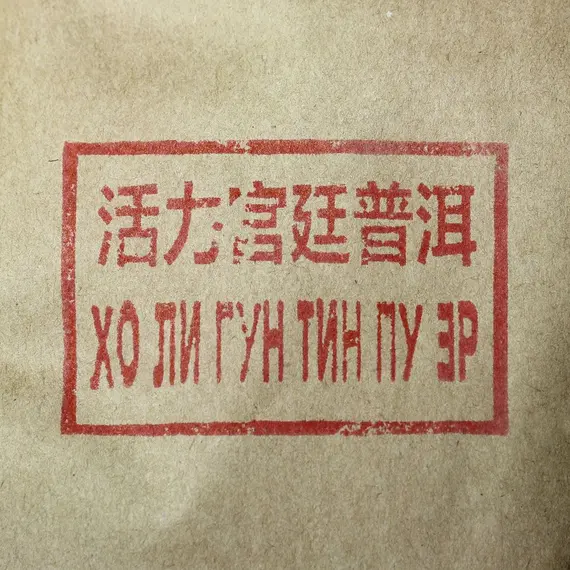 活力宫廷普洱
ХО ЛИ ГУН ТИН ПУ ЭР